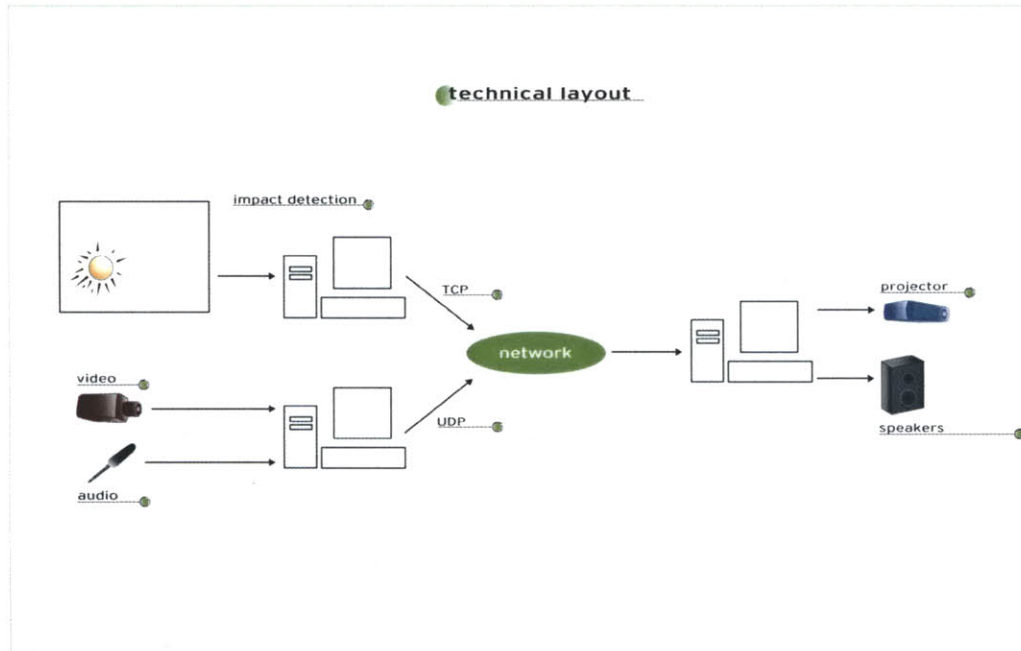 technical layout
impact detection
TCP
projector
network
video
UDP
speakers
audio